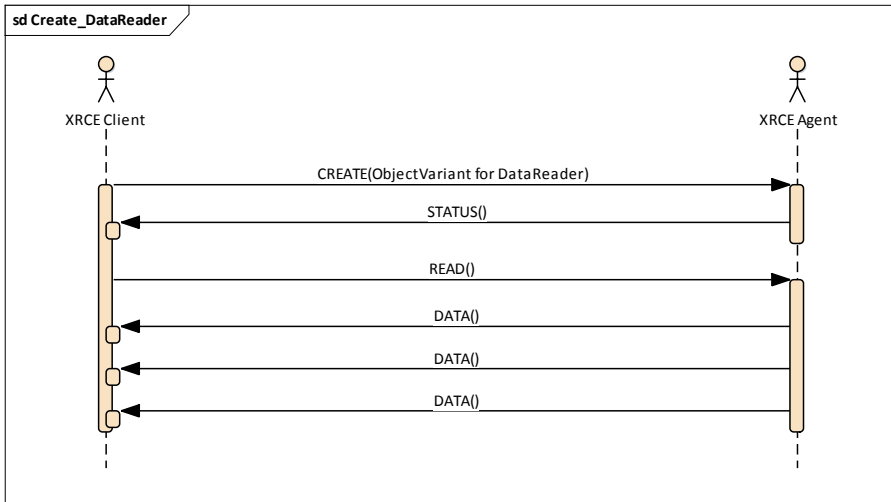 sd Create_DataReader
XRCE Client
XRCE Agent
CREATE(ObjectVariant for DataReader)
STATUS()
READ()
DATA()
DATA()
DATA()